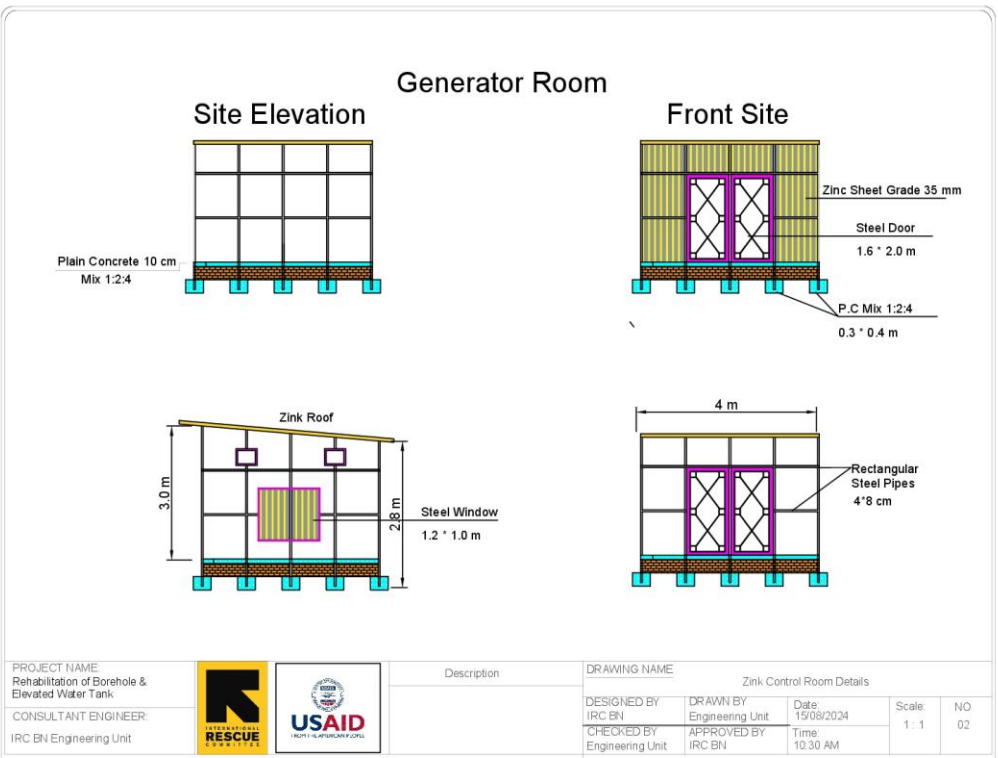 Generator Room
Site Elevation
Front Site
Zinc Sheet Grade 35 mm
Steel Door
1.6 * 2.0 m
Plain Concrete 10 cm
Mix 1:2:4
P.C Mix 1:2:4
0.3 * 0.4 m
Zink Roof
3.0 m
2.8 m
Steel Window
1.2 * 1.0 m
4 m
Rectangular
Steel Pipes
4*8 cm
PROJECT NAME:
Rehabilitation of Borehole &
Elevated Water Tank
CONSULTANT ENGINEER:
IRC BN Engineering Unit
INTERNATIONAL
RESCUE
COMMITTEE
USAID
FROM THE AMERICAN PEOPLE
Description
DRAWING NAME
Zink Control Room Details
DESIGNED BY
IRC BN
DRAWN BY
Engineering Unit
Date:
15/08/2024
Scale:
1 : 1
NO
02
CHECKED BY
Engineering Unit
APPROVED BY
IRC BN
Time:
10:30 AM